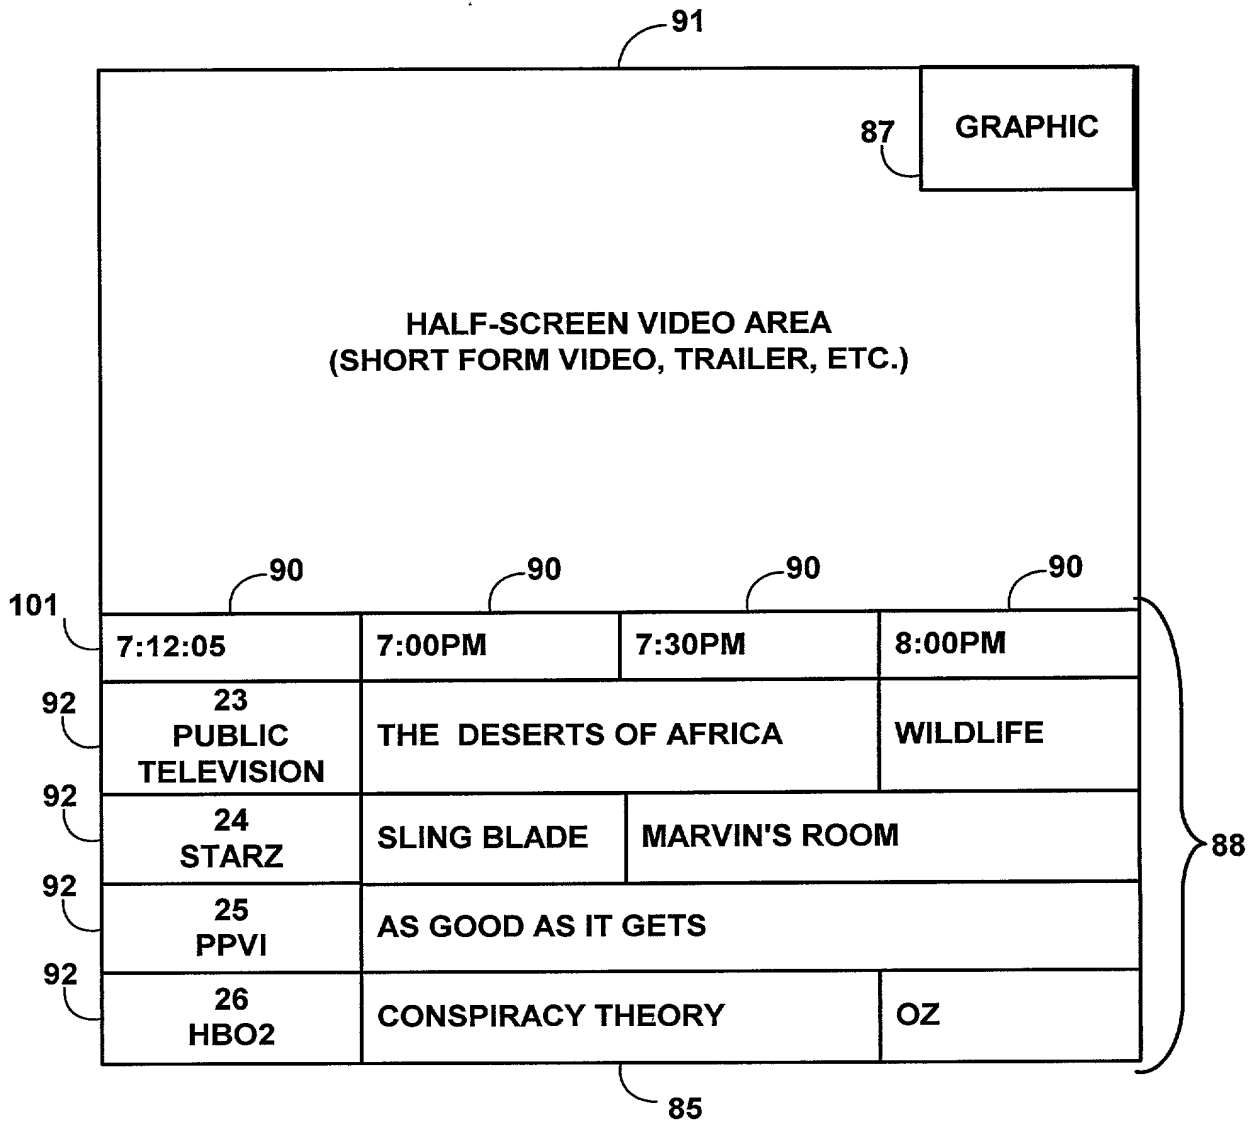 91
87
GRAPHIC
HALF-SCREEN VIDEO AREA
(SHORT FORM VIDEO, TRAILER, ETC.)
90 90 90 90
101
7:12:05 7:00PM 7:30PM 8:00PM
92
23
PUBLIC
TELEVISION
THE DESERTS OF AFRICA
WILDLIFE
92
24
STARZ
SLING BLADE
MARVIN'S ROOM
88
92
25
PPVI
AS GOOD AS IT GETS
92
26
HBO2
CONSPIRACY THEORY
OZ
85